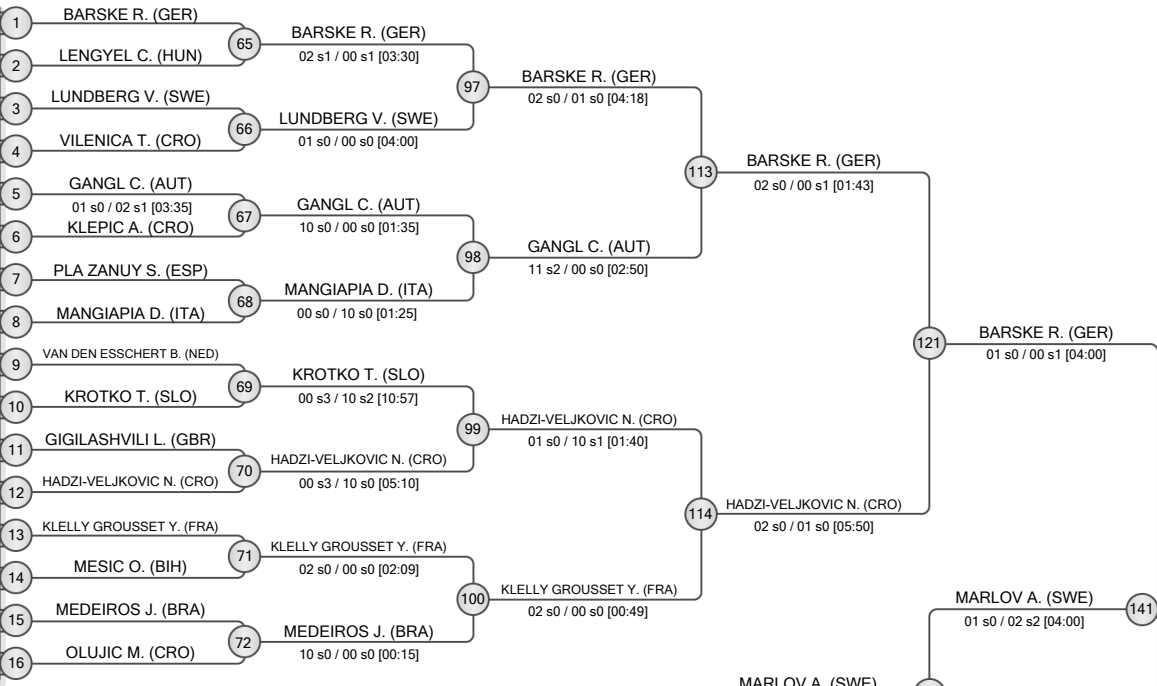 1 BARSKE R. (GER)
2 LENGYEL C. (HUN)
3 LUNDBERG V. (SWE)
4 VILENICA T. (CRO)
5 GANGL C. (AUT)
01 s0 / 02 s1 [03:35]
6 KLEPIC A. (CRO)
7 PLA ZANUY S. (ESP)
8 MANGIAPIA D. (ITA)
9 VAN DEN ESSCHERT B. (NED)
10 KROTKO T. (SLO)
11 GIGILASHVILI L. (GBR)
12 HADZI-VELJKOVIC N. (CRO)
13 KLELLY GROUSSET Y. (FRA)
14 MESIC O. (BIH)
15 MEDEIROS J. (BRA)
16 OLUJIC M. (CRO)
65 BARSKE R. (GER)
02 s1 / 00 s1 [03:30]
66 LUNDBERG V. (SWE)
01 s0 / 00 s0 [04:00]
67 GANGL C. (AUT)
10 s0 / 00 s0 [01:35]
68 MANGIAPIA D. (ITA)
00 s0 / 10 s0 [01:25]
69 KROTKO T. (SLO)
00 s3 / 10 s2 [10:57]
70 HADZI-VELJKOVIC N. (CRO)
00 s3 / 10 s0 [05:10]
71 KLELLY GROUSSET Y. (FRA)
02 s0 / 00 s0 [02:09]
72 MEDEIROS J. (BRA)
10 s0 / 00 s0 [00:15]
97 BARSKE R. (GER)
02 s0 / 01 s0 [04:18]
98 GANGL C. (AUT)
11 s2 / 00 s0 [02:50]
99 HADZI-VELJKOVIC N. (CRO)
01 s0 / 10 s1 [01:40]
100 KLELLY GROUSSET Y. (FRA)
02 s0 / 00 s0 [00:49]
113 BARSKE R. (GER)
02 s0 / 00 s1 [01:43]
114 HADZI-VELJKOVIC N. (CRO)
02 s0 / 01 s0 [05:50]
121 BARSKE R. (GER)
01 s0 / 00 s1 [04:00]
MARLOV A. (SWE) 141
01 s0 / 02 s2 [04:00]
MARLOV A. (SWE)